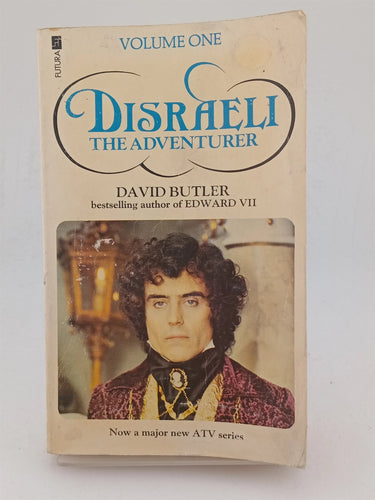 FUTURA
VOLUME ONE
DISRAELI
THE ADVENTURER
DAVID BUTLER
bestselling author of EDWARD VII
Now a major new ATV series